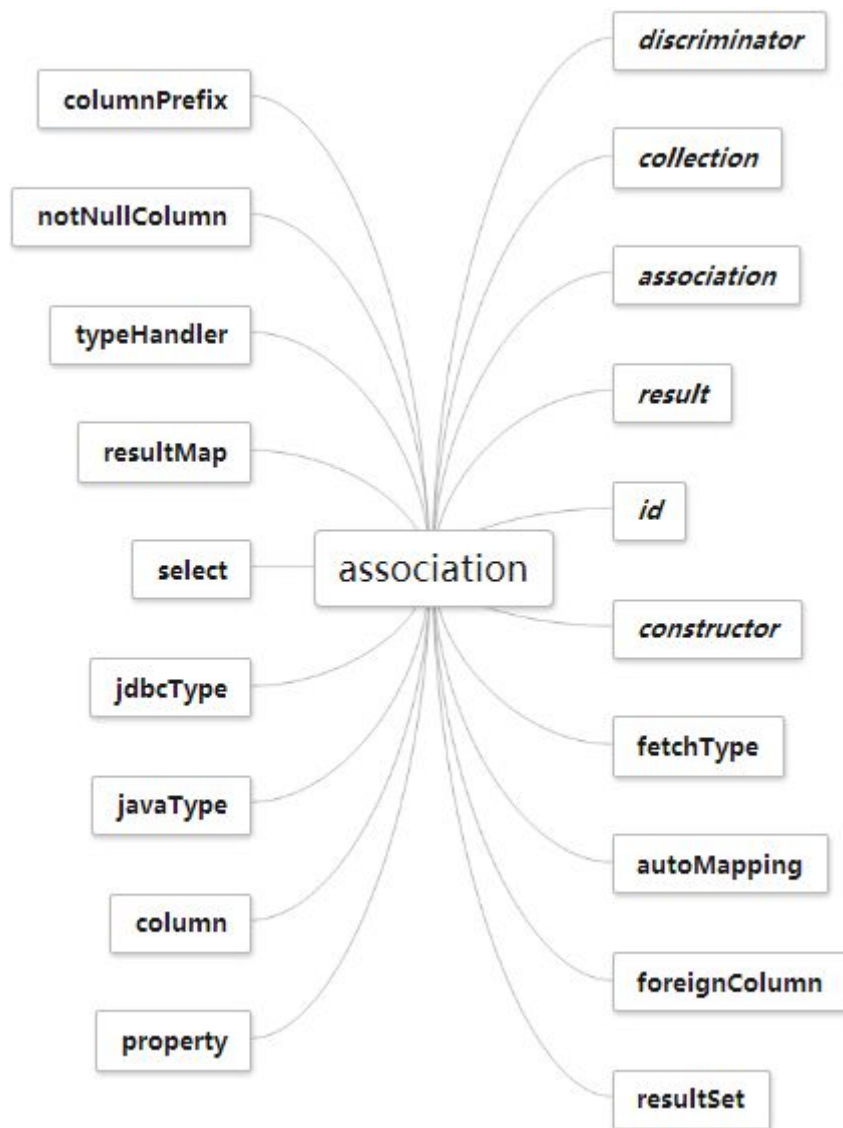 columnPrefix
notNullColumn
typeHandler
resultMap
select
jdbcType
javaType
column
property
association
discriminator
collection
association
result
id
constructor
fetchType
autoMapping
foreignColumn
resultSet